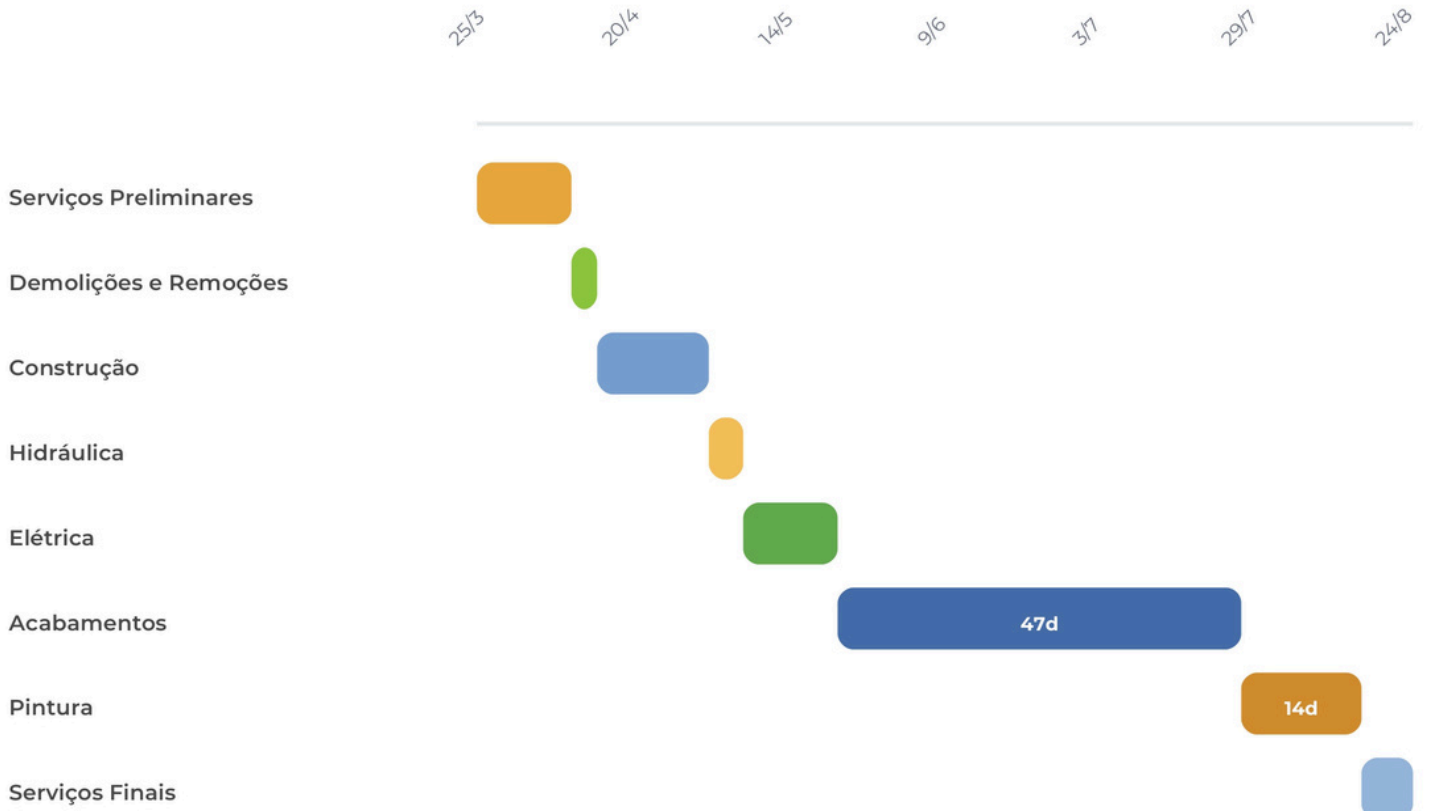 25/3 20/4 14/5 9/6 3/7 29/7 24/8
Serviços Preliminares
Demolições e Remoções
Construção
Hidráulica
Elétrica
Acabamentos 47d
Pintura 14d
Serviços Finais